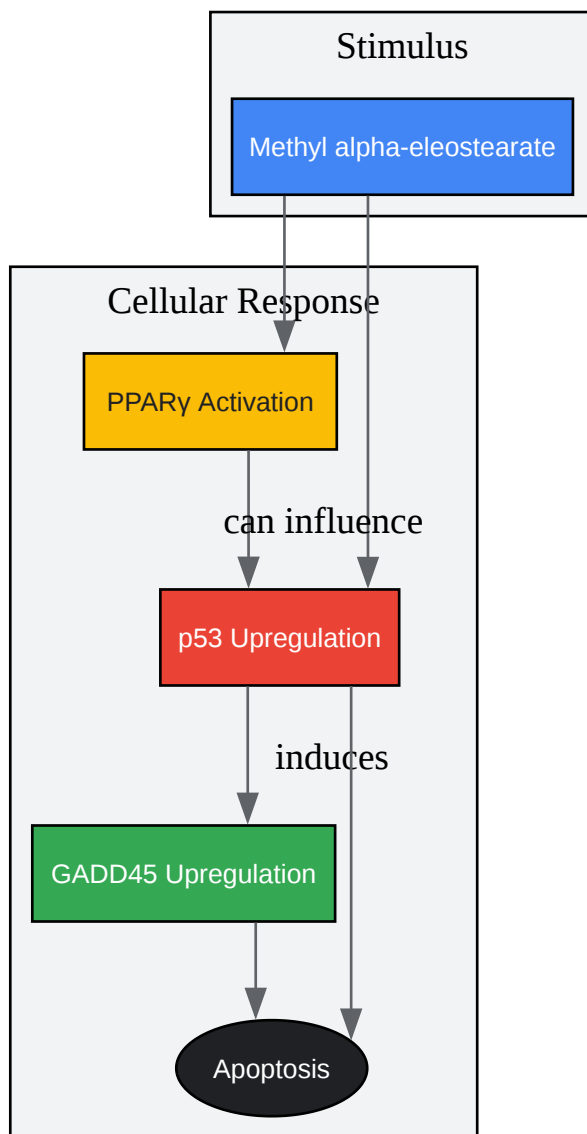 Stimulus
Methyl alpha-eleostearate
Cellular Response
PPARγ Activation
can influence
p53 Upregulation
induces
GADD45 Upregulation
Apoptosis